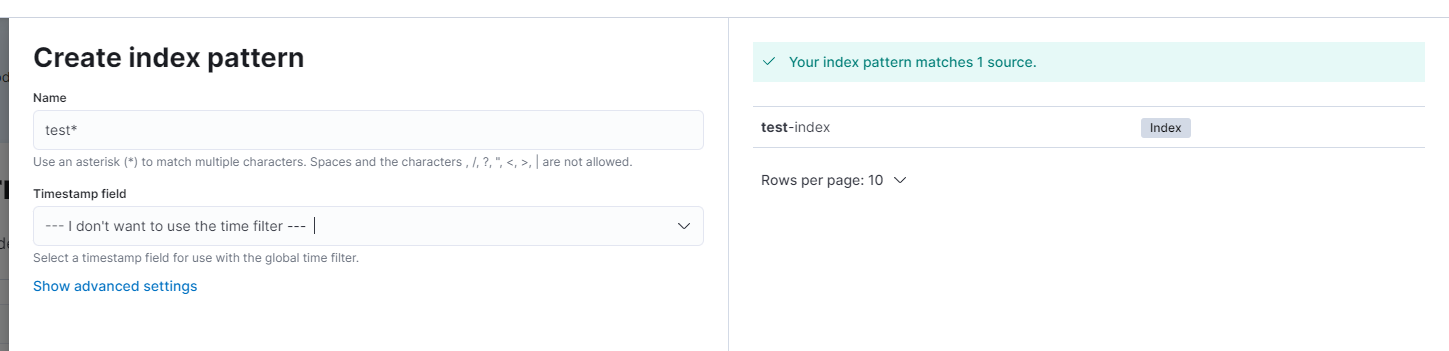 Create index pattern
Name
test*
Use an asterisk (*) to match multiple characters. Spaces and the characters , /, ?, ", <, >, | are not allowed.
Timestamp field
--- I don't want to use the time filter ---
Select a timestamp field for use with the global time filter.
Show advanced settings
Your index pattern matches 1 source.
test-index
Index
Rows per page: 10